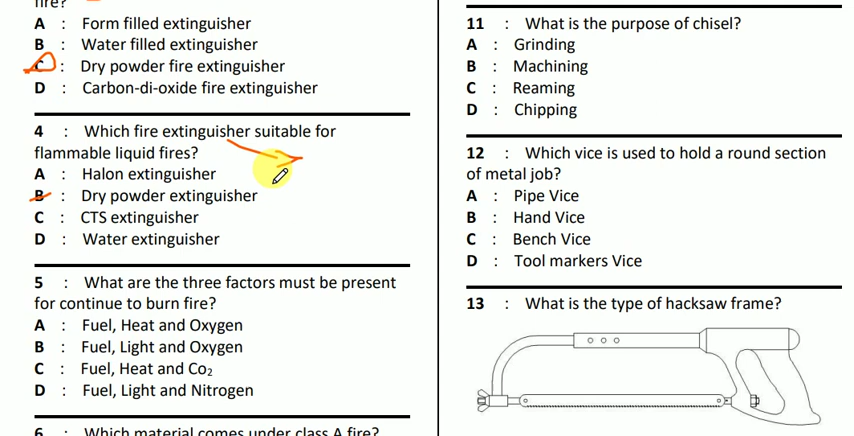 fire?
A : Form filled extinguisher
B : Water filled extinguisher
C : Dry powder fire extinguisher
D : Carbon-di-oxide fire extinguisher
4 : Which fire extinguisher suitable for
flammable liquid fires?
A : Halon extinguisher
B : Dry powder extinguisher
C : CTS extinguisher
D : Water extinguisher
5 : What are the three factors must be present
for continue to burn fire?
A : Fuel, Heat and Oxygen
B : Fuel, Light and Oxygen
C : Fuel, Heat and Co₂
D : Fuel, Light and Nitrogen
6 : Which material comes under class A fire?
11 : What is the purpose of chisel?
A : Grinding
B : Machining
C : Reaming
D : Chipping
12 : Which vice is used to hold a round section
of metal job?
A : Pipe Vice
B : Hand Vice
C : Bench Vice
D : Tool markers Vice
13 : What is the type of hacksaw frame?